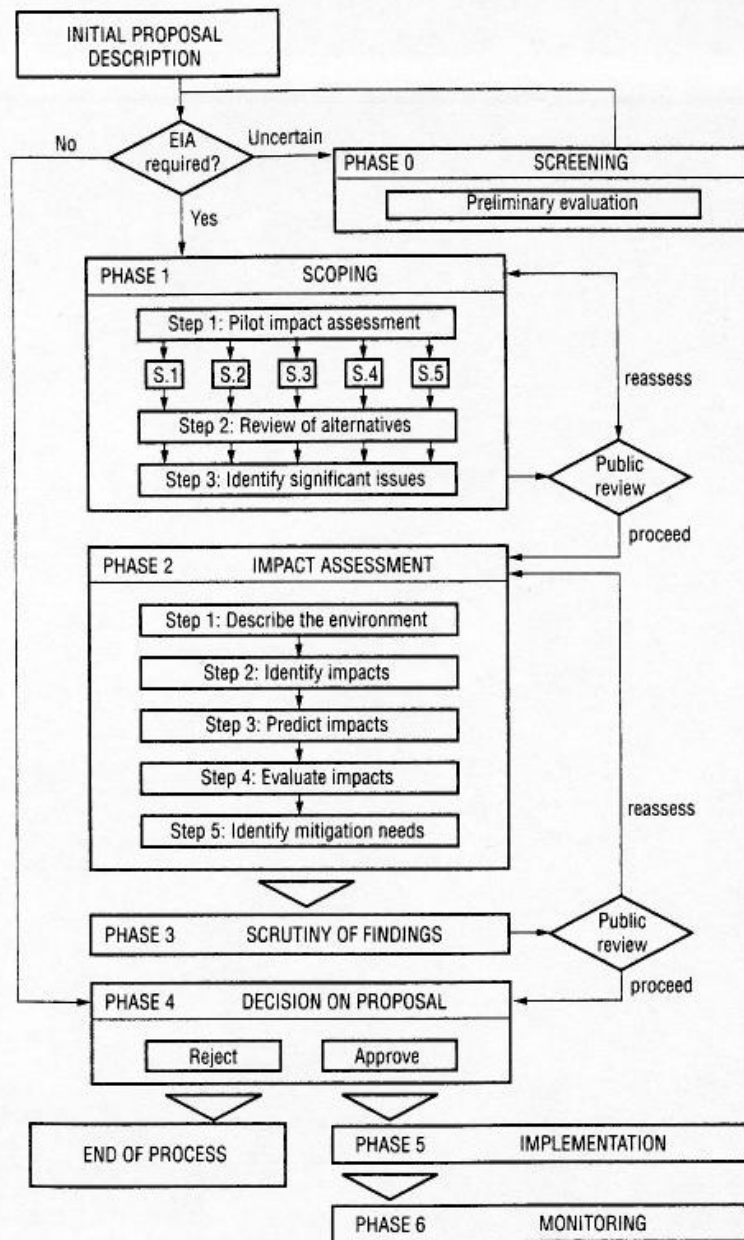 INITIAL PROPOSAL
DESCRIPTION
No
EIA
required?
Uncertain
PHASE 0 SCREENING
Preliminary evaluation
Yes
PHASE 1 SCOPING
Step 1: Pilot impact assessment
S.1 S.2 S.3 S.4 S.5
Step 2: Review of alternatives
Step 3: Identify significant issues
reassess
Public
review
proceed
PHASE 2 IMPACT ASSESSMENT
Step 1: Describe the environment
Step 2: Identify impacts
Step 3: Predict impacts
Step 4: Evaluate impacts
Step 5: Identify mitigation needs
reassess
PHASE 3 SCRUTINY OF FINDINGS
Public
review
proceed
PHASE 4 DECISION ON PROPOSAL
Reject Approve
END OF PROCESS
PHASE 5 IMPLEMENTATION
PHASE 6 MONITORING